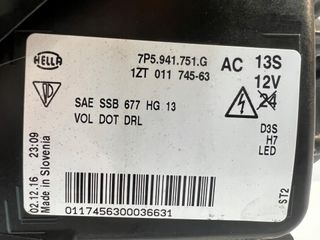 HELLA
7P5.941.751.G
1ZT 011 745-63
AC
13S
12V
24
SAE SSB 677 HG 13
VOL DOT DRL
D3S
H7
LED
02.12.16 23:09
Made in Slovenia
0117456300036631
ST2